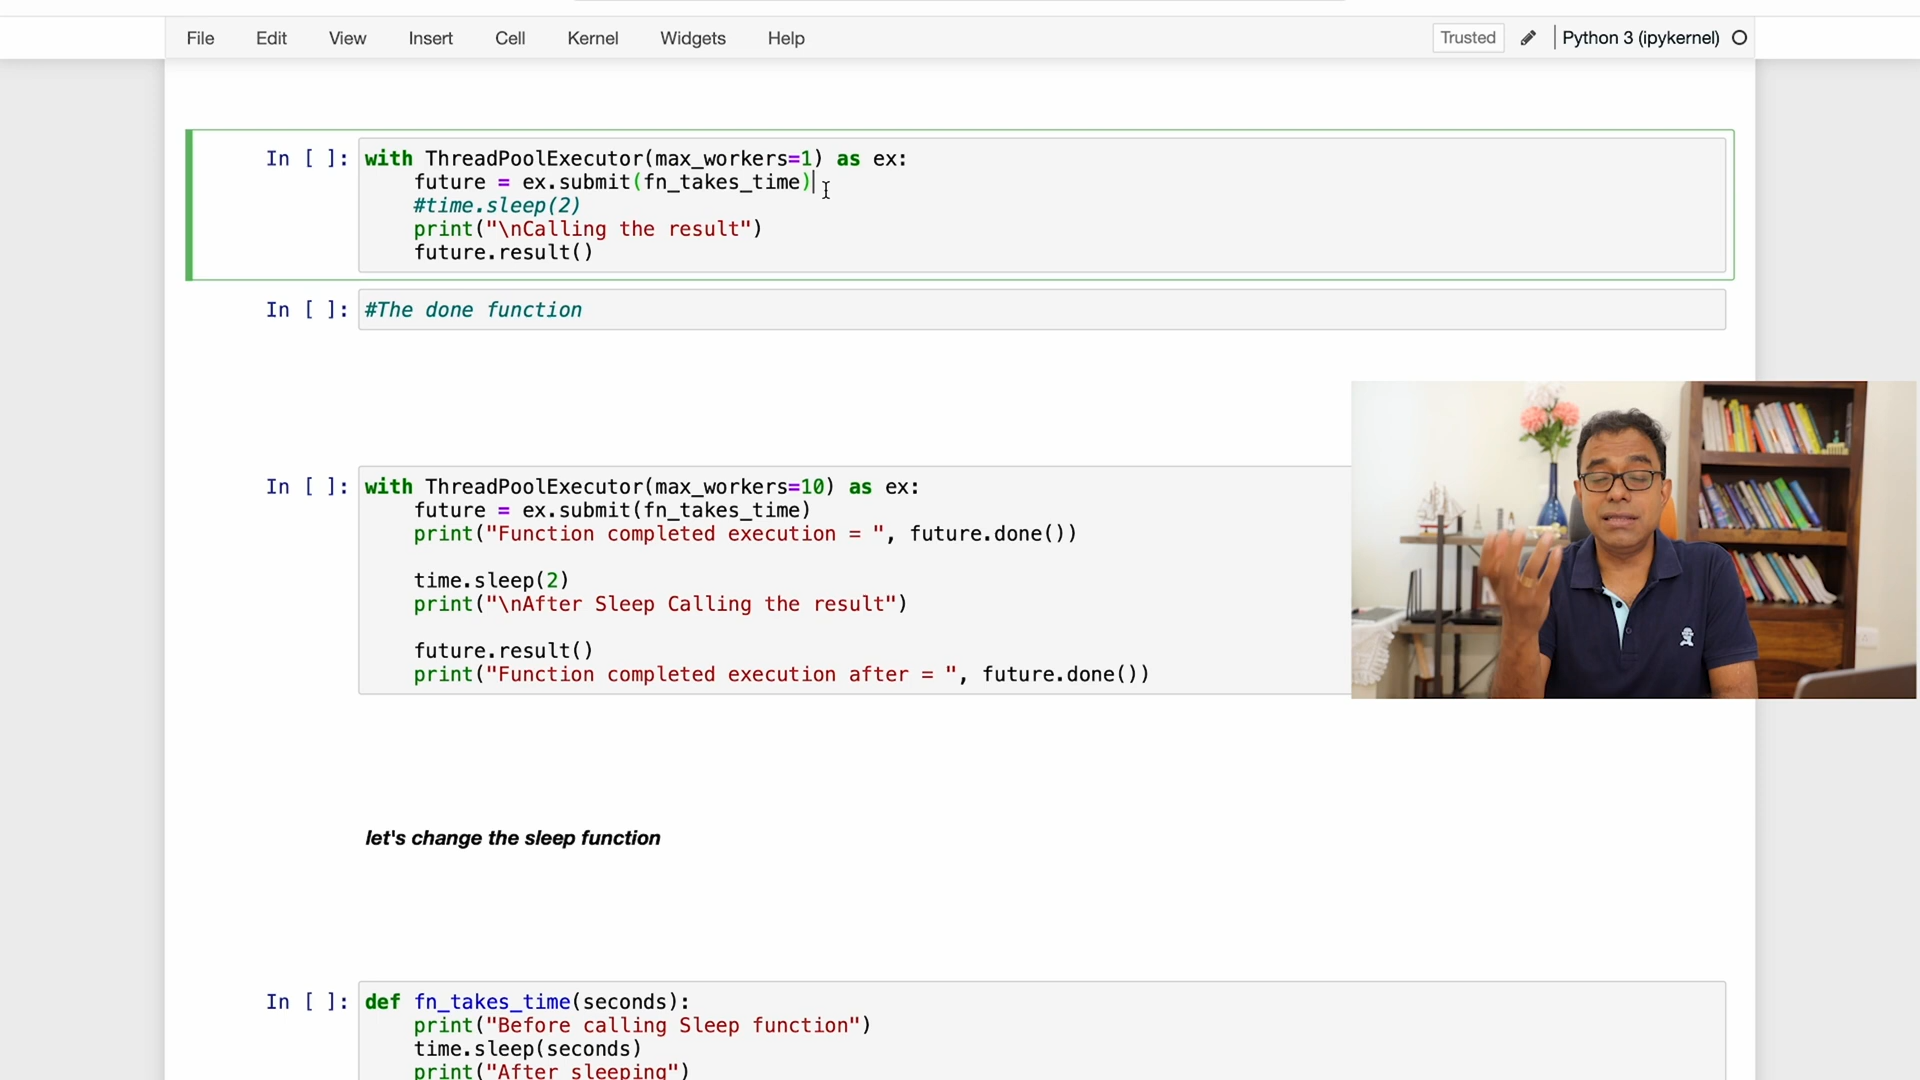 File Edit View Insert Cell Kernel Widgets Help Trusted Python 3 (ipykernel)
In [ ]: with ThreadPoolExecutor(max_workers=1) as ex:
future = ex.submit(fn_takes_time)
#time.sleep(2)
print("\nCalling the result")
future.result()
In [ ]: #The done function
In [ ]: with ThreadPoolExecutor(max_workers=10) as ex:
future = ex.submit(fn_takes_time)
print("Function completed execution = ", future.done())
time.sleep(2)
print("\nAfter Sleep Calling the result")
future.result()
print("Function completed execution after = ", future.done())
let's change the sleep function
In [ ]: def fn_takes_time(seconds):
print("Before calling Sleep function")
time.sleep(seconds)
print("After sleeping")